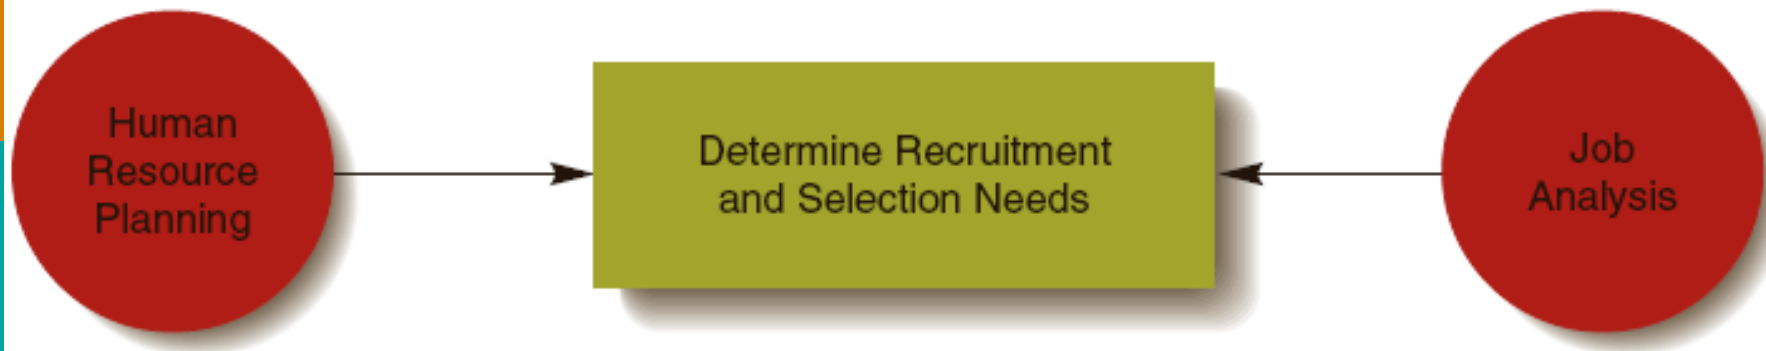 Human
Resource
Planning
Determine Recruitment
and Selection Needs
Job
Analysis